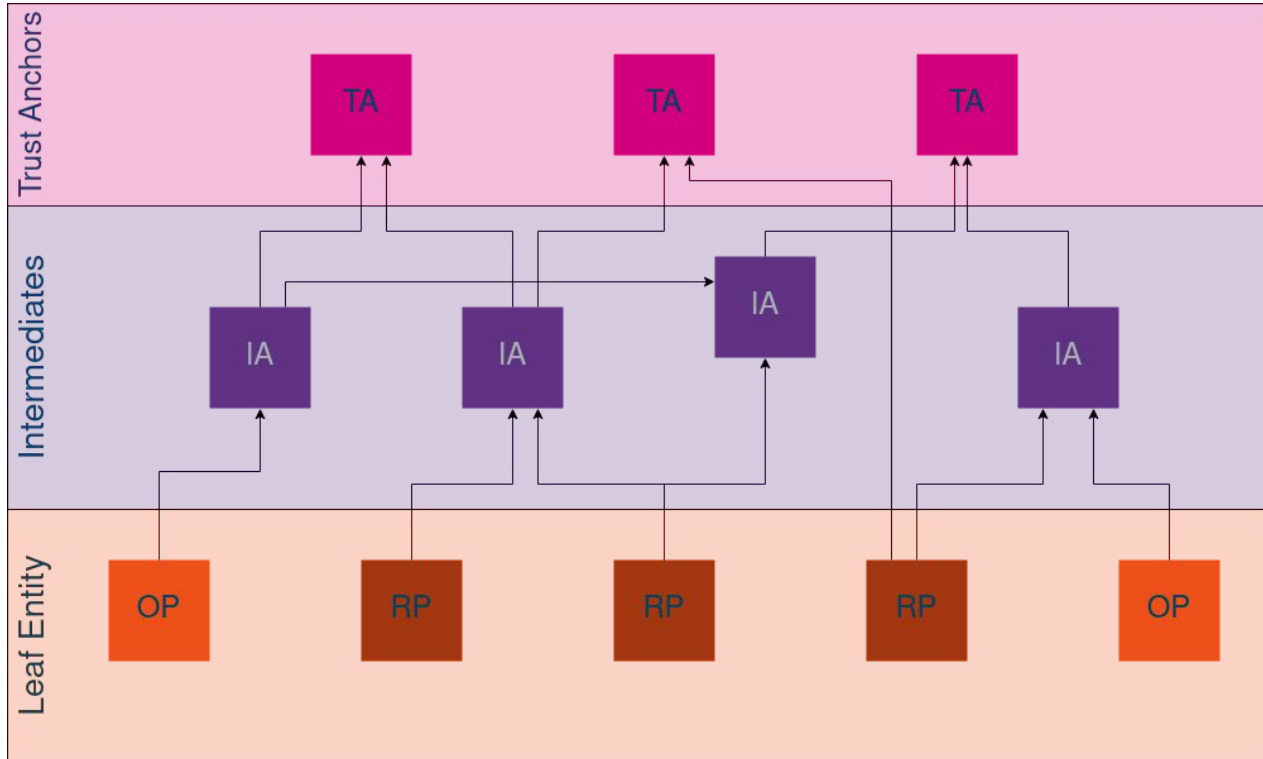 Trust Anchors
TA
TA
TA
Intermediates
IA
IA
IA
IA
Leaf Entity
OP
RP
RP
RP
OP